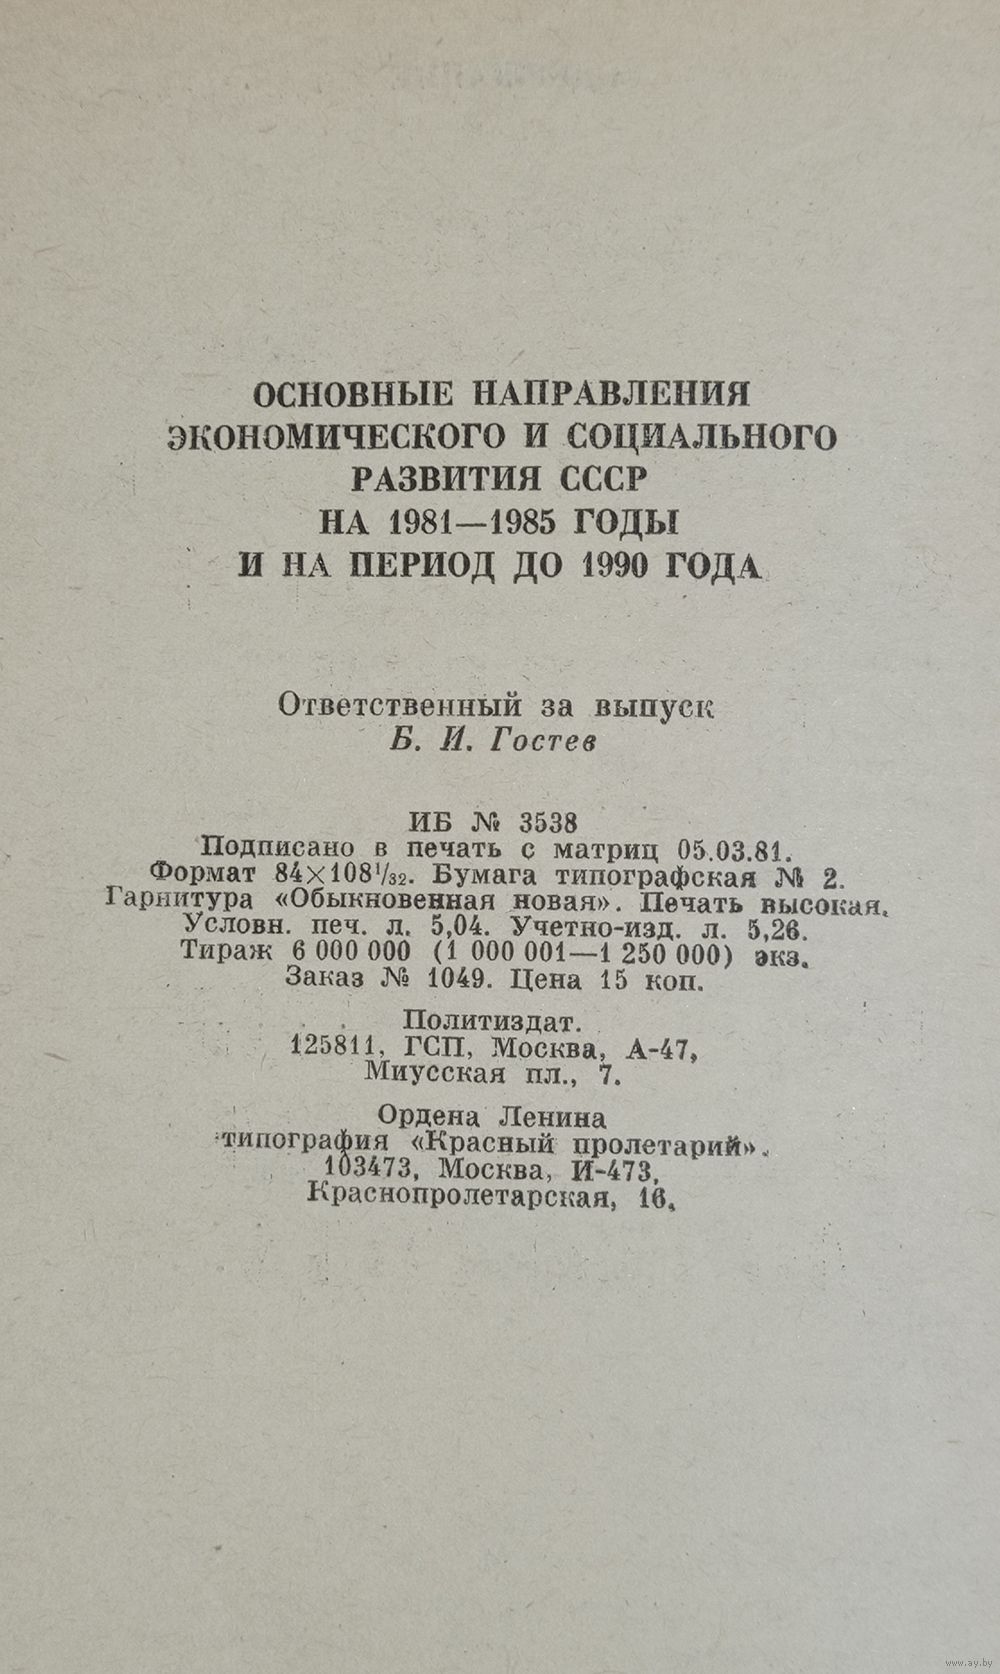 ОСНОВНЫЕ НАПРАВЛЕНИЯ
ЭКОНОМИЧЕСКОГО И СОЦИАЛЬНОГО
РАЗВИТИЯ СССР
НА 1981—1985 ГОДЫ
И НА ПЕРИОД ДО 1990 ГОДА
Ответственный за выпуск
Б. И. Гостев
ИБ № 3538
Подписано в печать с матриц 05.03.81.
Формат 84×108¹/₃₂. Бумага типографская № 2.
Гарнитура «Обыкновенная новая». Печать высокая.
Условн. печ. л. 5,04. Учетно-изд. л. 5,26.
Тираж 6 000 000 (1 000 001—1 250 000) экз.
Заказ № 1049. Цена 15 коп.
Политиздат.
125811, ГСП, Москва, А-47,
Миусская пл., 7.
Ордена Ленина
типография «Красный пролетарий».
103473, Москва, И-473,
Краснопролетарская, 16.
www.ay.by